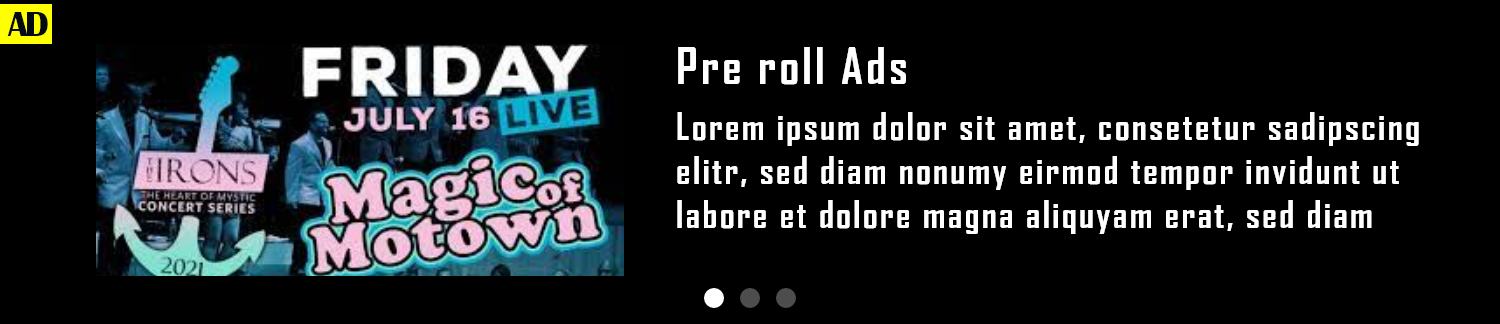 AD
FRIDAY
JULY 16 LIVE
THE IRONS
THE HEART OF MYSTIC
CONCERT SERIES
2021
Magic of
Motown
Pre roll Ads
Lorem ipsum dolor sit amet, consetetur sadipscing
elitr, sed diam nonumy eirmod tempor invidunt ut
labore et dolore magna aliquyam erat, sed diam